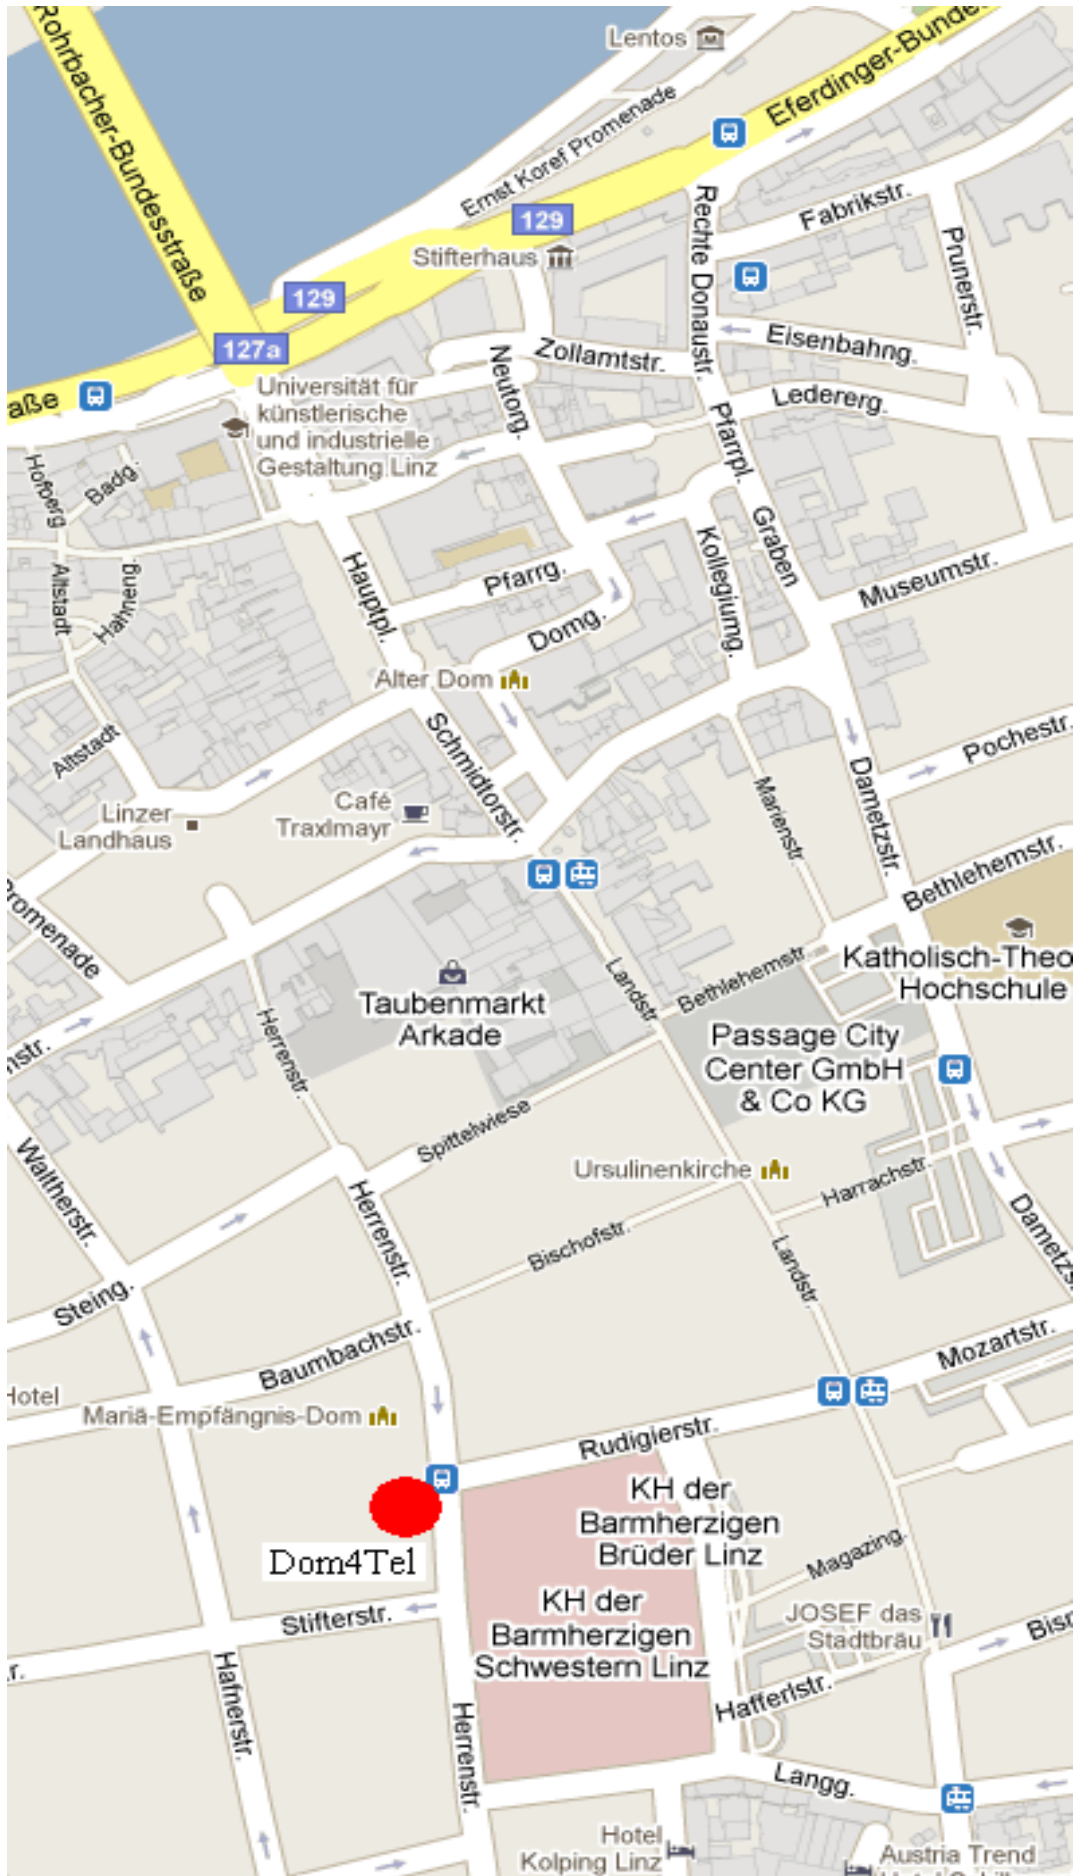 Rohrbacher-Bundesstraße
Lentos
Ernst Koref Promenade
129
Stifterhaus
129
127a
aße
Rechte Donaustr.
Fabrikstr.
Prunerstr.
Eisenbahng.
Zollamtstr.
Neutorg.
Ledererg.
Universität für
künstlerische
und industrielle
Gestaltung Linz
Hofberg
Badg.
Pfarrpl.
Graben
Kollegiumg.
Museumstr.
Hauptpl.
Pfarrg.
Altstadt
Hahneng.
Domg.
Alter Dom
Altstadt
Schmidtorstr.
Pochestr.
Dametzstr.
Marienstr.
Linzer
Landhaus
Café
Traxlmayr
Bethlehemstr.
Promenade
Katholisch-Theo
Hochschule
Bethlehemstr.
Landstr.
Taubenmarkt
Arkade
Herrenstr.
nstr.
Passage City
Center GmbH
& Co KG
Spittelwiese
Waltherstr.
Ursulinenkirche
Harrachstr.
Herrenstr.
Bischofstr.
Landstr.
Dametzs
Steing.
Baumbachstr.
Mozartstr.
Hotel
Mariä-Empfängnis-Dom
Rudigierstr.
KH der
Barmherzigen
Brüder Linz
Dom4Tel
Magazing.
KH der
Barmherzigen
Schwestern Linz
JOSEF das
Stadtbräu
Stifterstr.
r.
Hafnerstr.
Herrenstr.
Hafferlstr.
Langg.
Hotel
Kolping Linz
Austria Trend